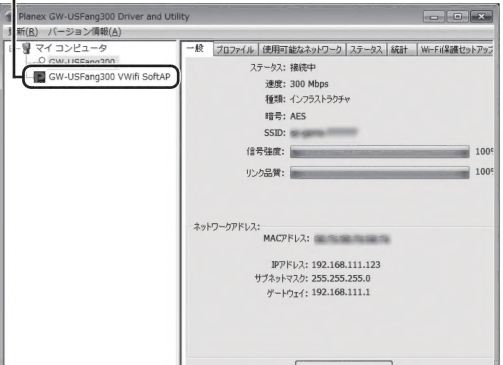 Planex GW-USFang300 Driver and Utility
更新(R) バージョン情報(A)
マイ コンピュータ
GW-USFang300
GW-USFang300 VWifi SoftAP
一般 プロファイル 使用可能なネットワーク ステータス 統計 Wi-Fi(保護セットアップ
ステータス: 接続中
速度: 300 Mbps
種類: インフラストラクチャ
暗号: AES
SSID:
信号強度: 100%
リンク品質: 100%
ネットワークアドレス:
MACアドレス:
IPアドレス: 192.168.111.123
サブネットマスク: 255.255.255.0
ゲートウェイ: 192.168.111.1